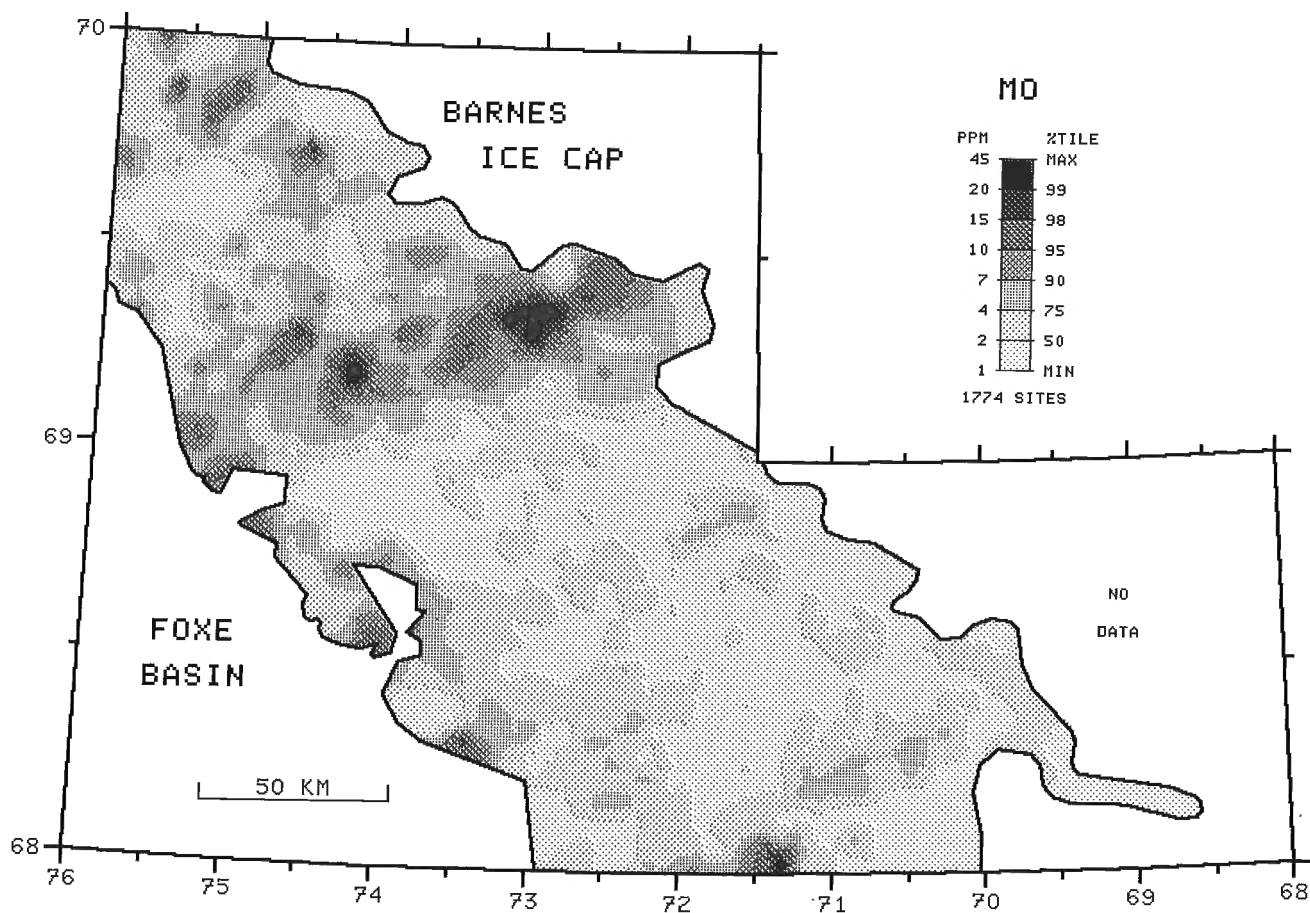 70
BARNES
ICE CAP
MO
PPM %TILE
45 MAX
20 99
15 98
10 95
7 90
4 75
2 50
1 MIN
1774 SITES
69
NO
DATA
FOXE
BASIN
50 KM
68
76 75 74 73 72 71 70 69 68